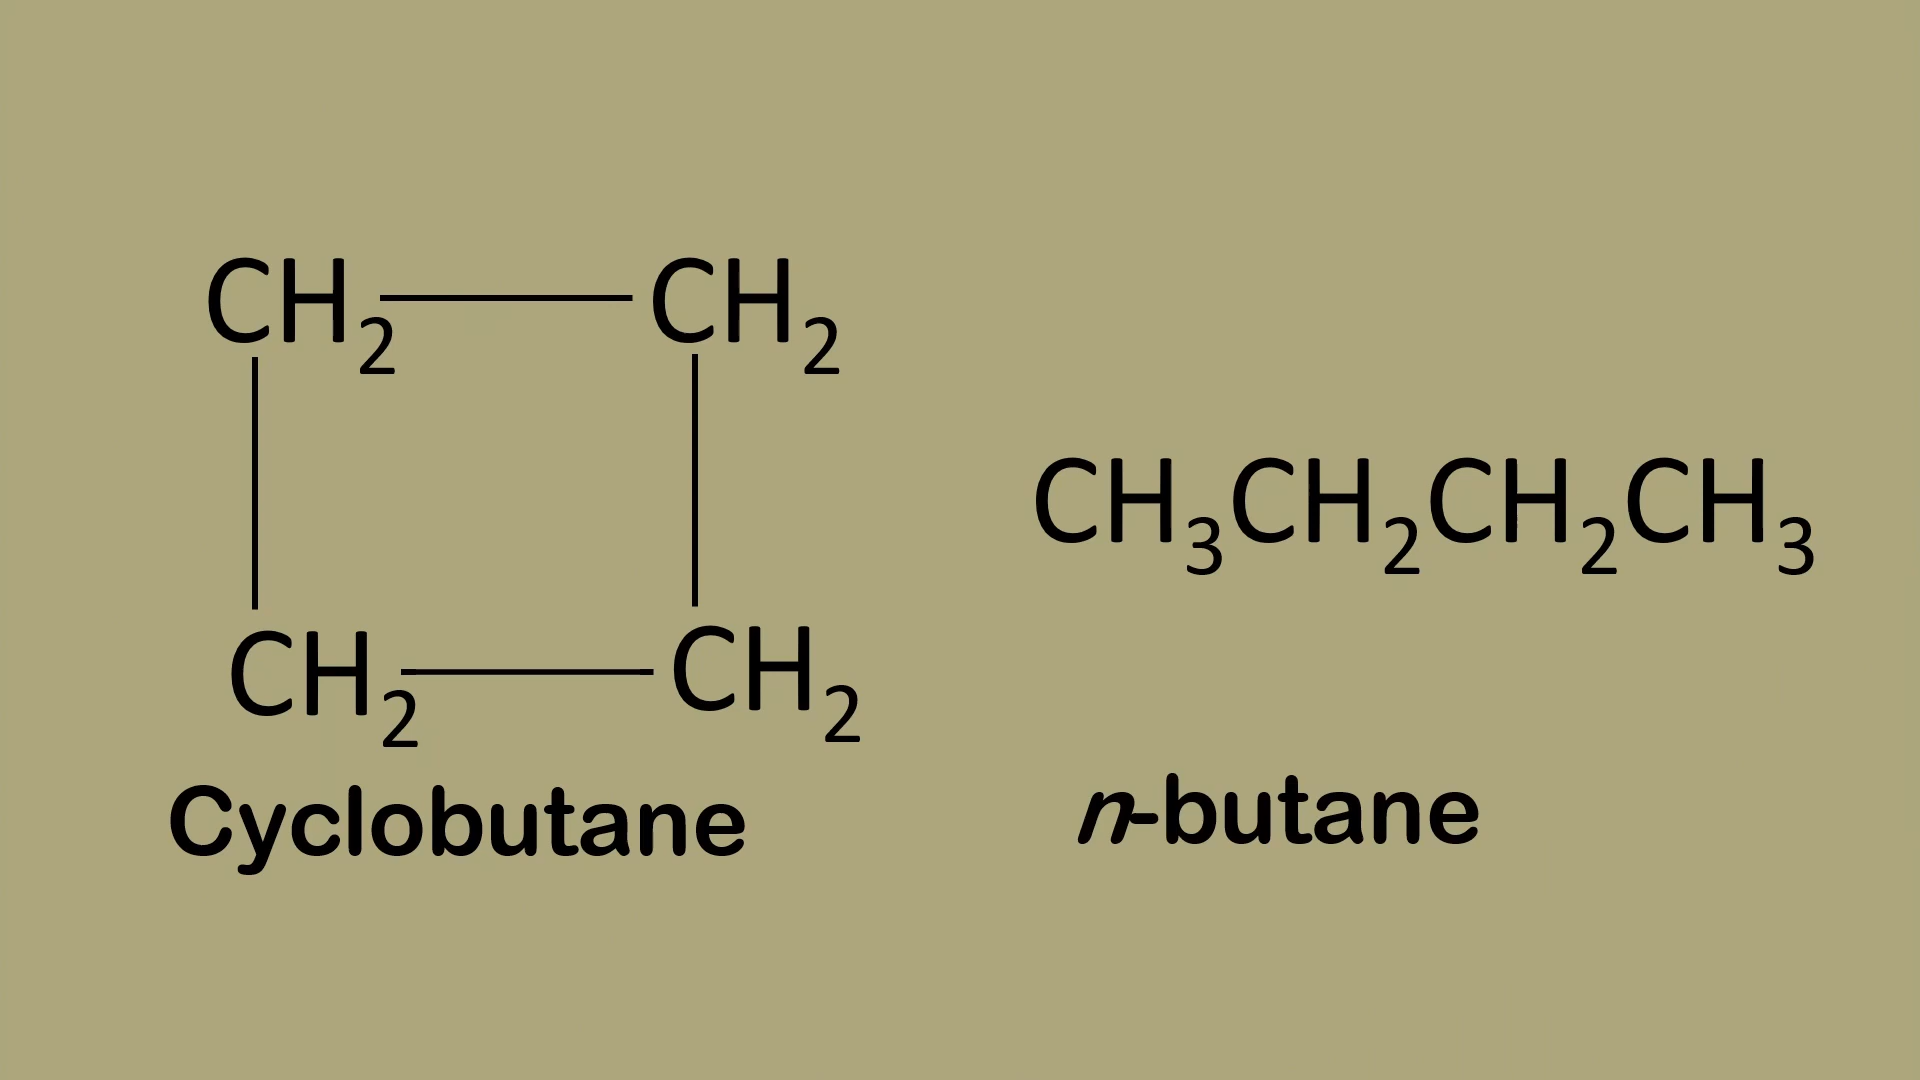 CH₂ CH₂
CH₃CH₂CH₂CH₃
CH₂ CH₂
Cyclobutane
n-butane